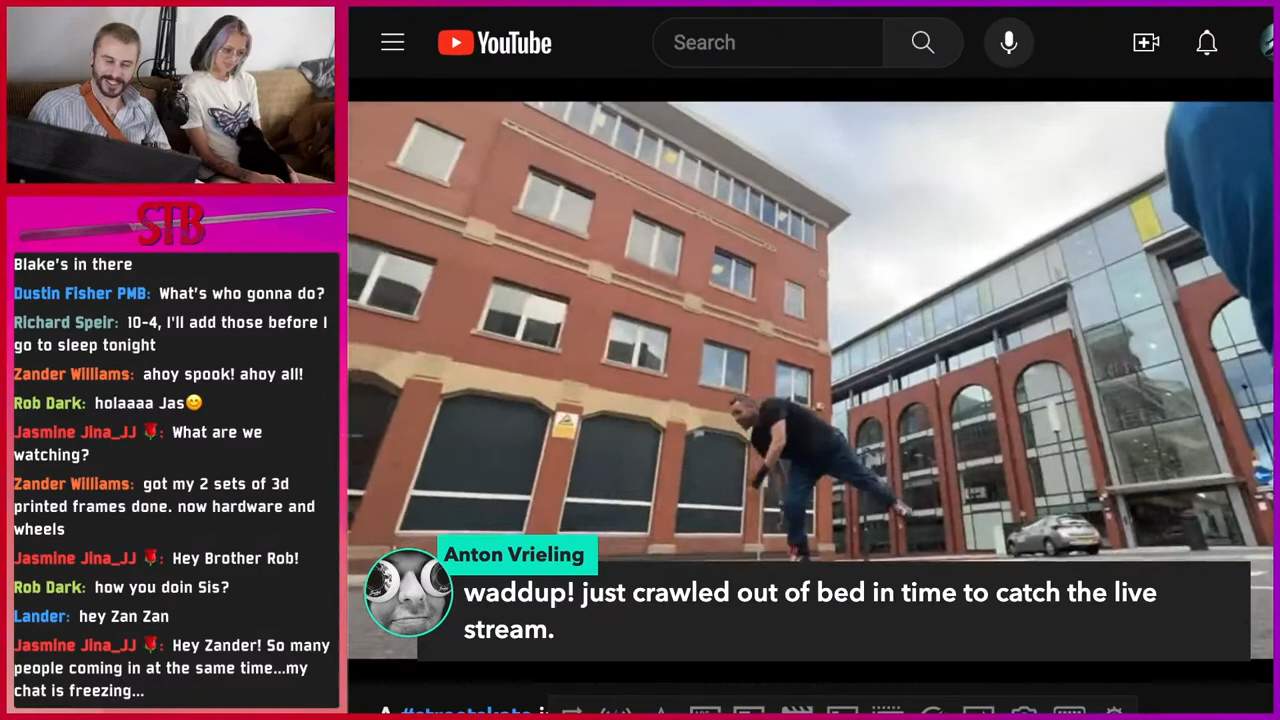 YouTube
Search
STB
Blake's in there
Dustin Fisher PMB: What's who gonna do?
Richard Speir: 10-4, I'll add those before I
go to sleep tonight
Zander Williams: ahoy spook! ahoy all!
Rob Dark: holaaaa Jas😊
Jasmine Jina_JJ 🌹: What are we
watching?
Zander Williams: got my 2 sets of 3d
printed frames done. now hardware and
wheels
Jasmine Jina_JJ 🌹: Hey Brother Rob!
Rob Dark: how you doin Sis?
Lander: hey Zan Zan
Jasmine Jina_JJ 🌹: Hey Zander! So many
people coming in at the same time...my
chat is freezing...
Anton Vrieling
waddup! just crawled out of bed in time to catch the live
stream.